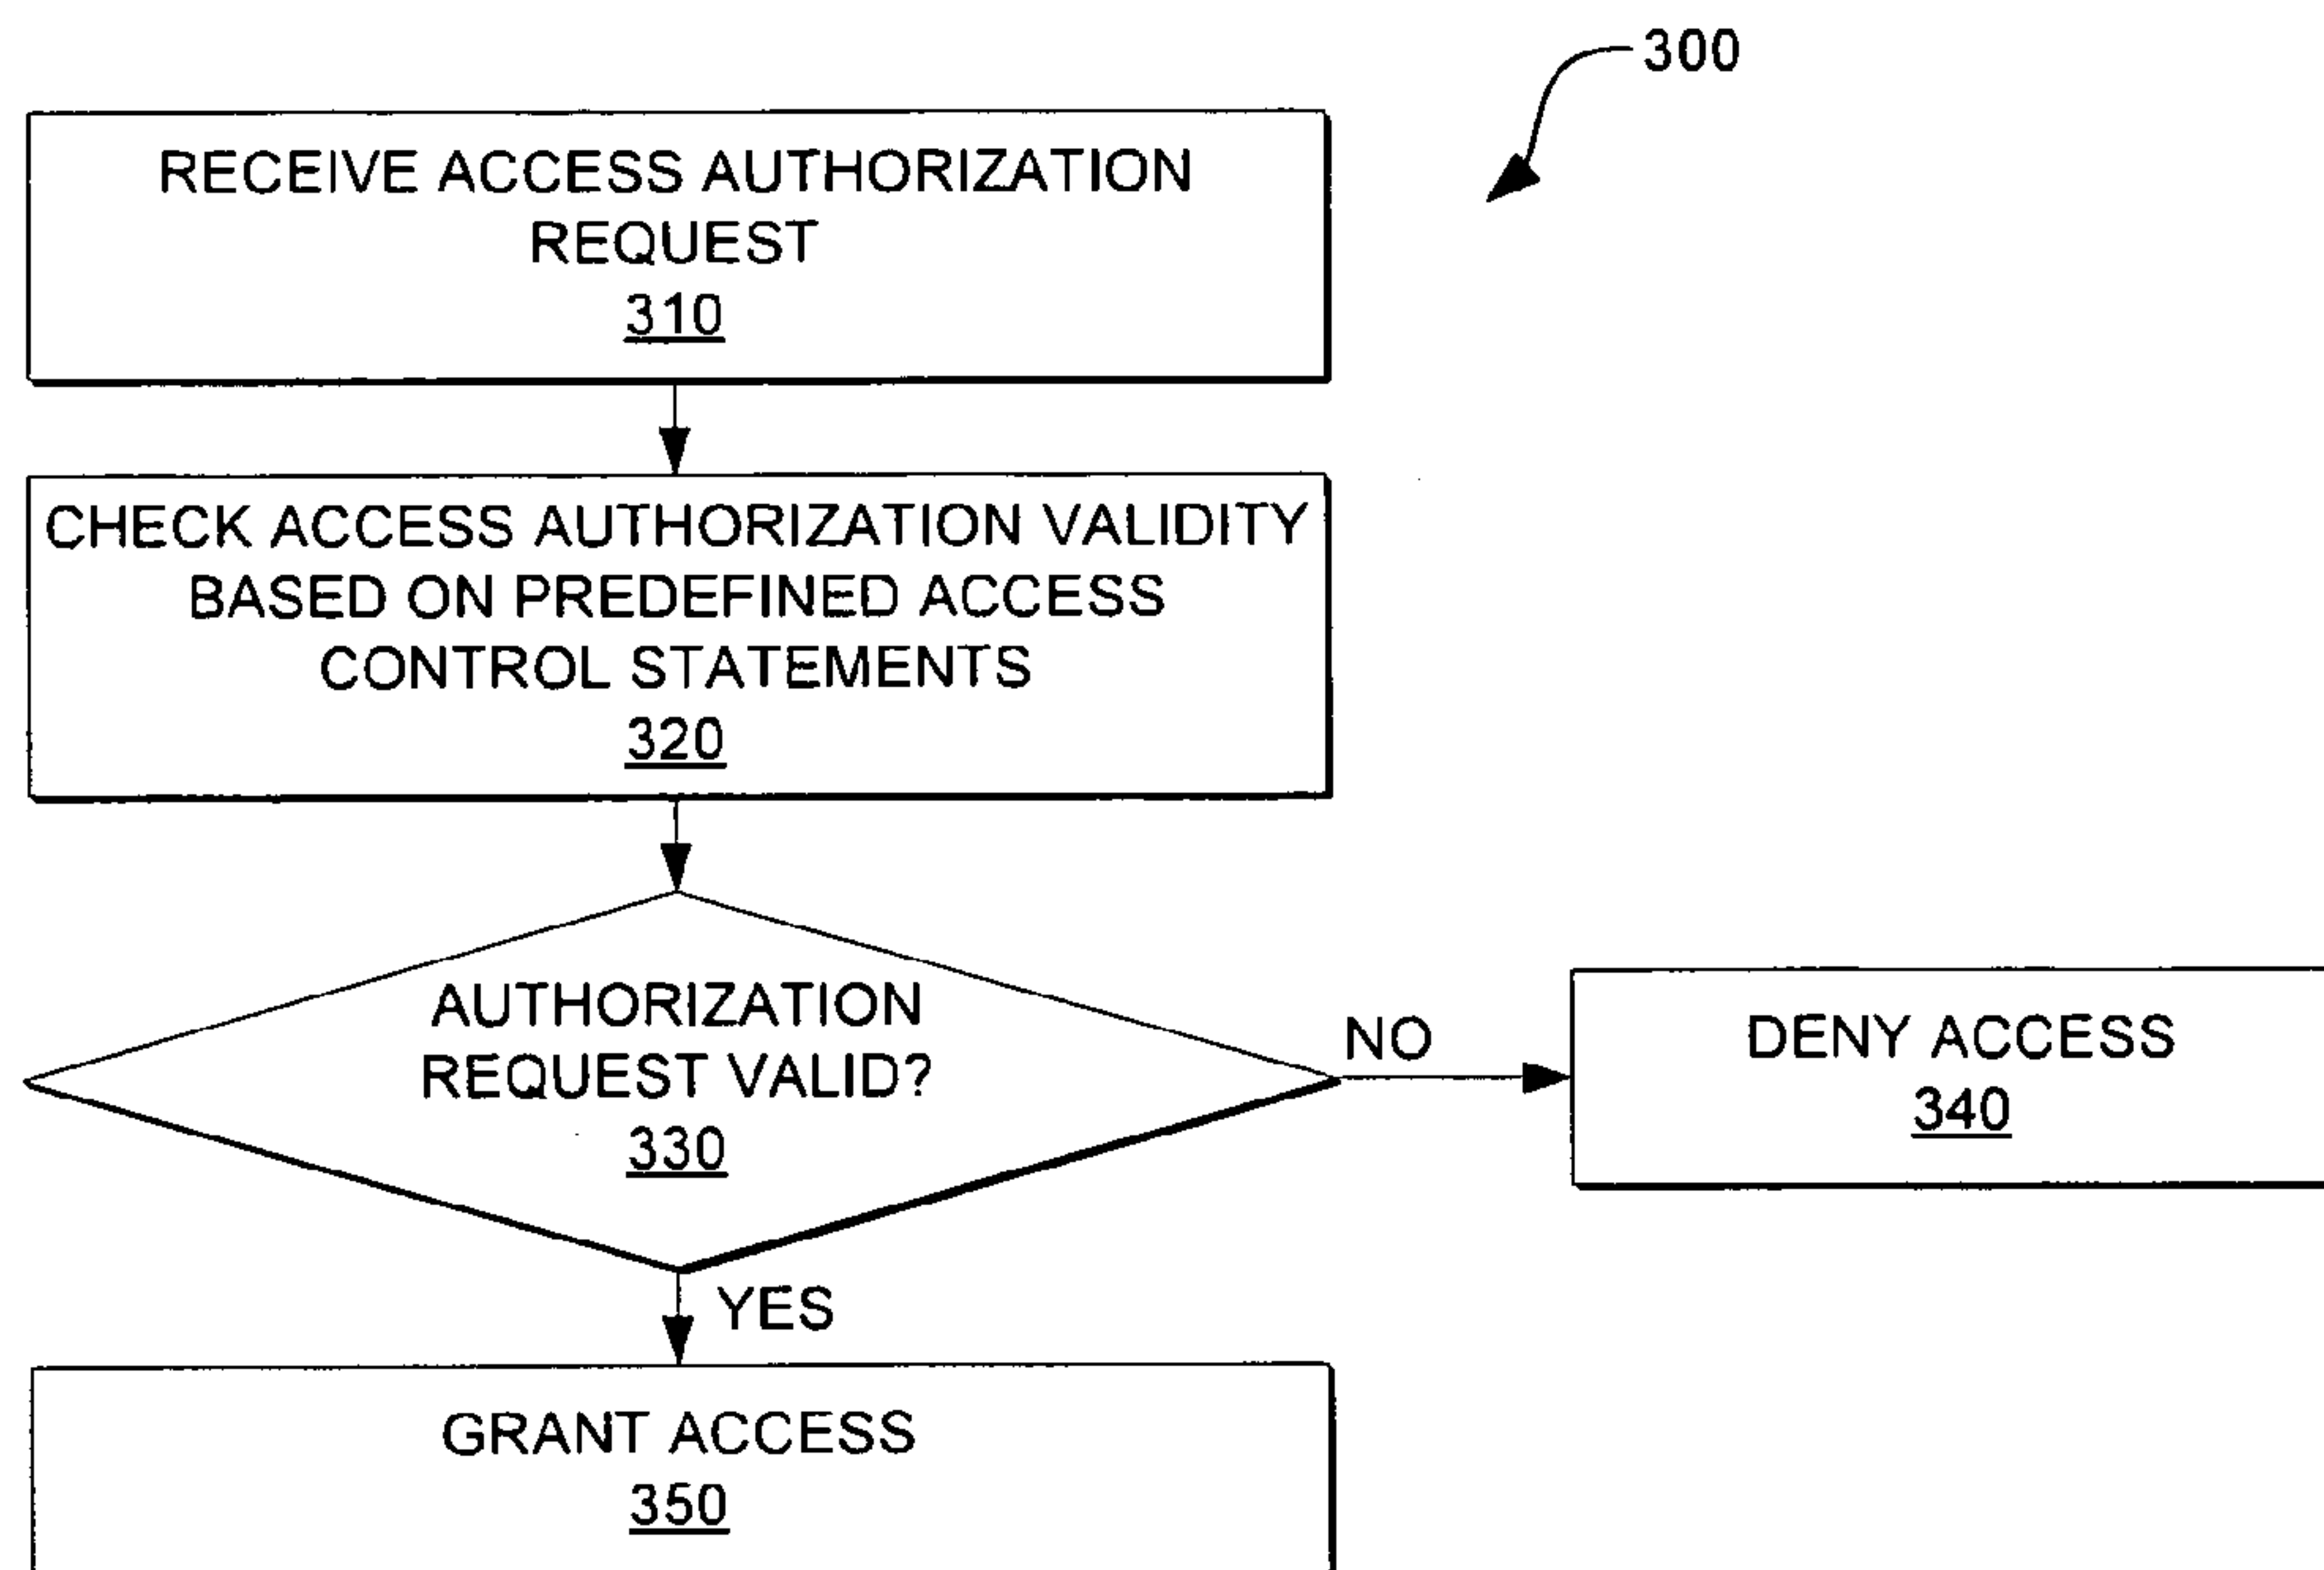 300
RECEIVE ACCESS AUTHORIZATION
REQUEST
310
CHECK ACCESS AUTHORIZATION VALIDITY
BASED ON PREDEFINED ACCESS
CONTROL STATEMENTS
320
AUTHORIZATION
REQUEST VALID?
330
NO
DENY ACCESS
340
YES
GRANT ACCESS
350